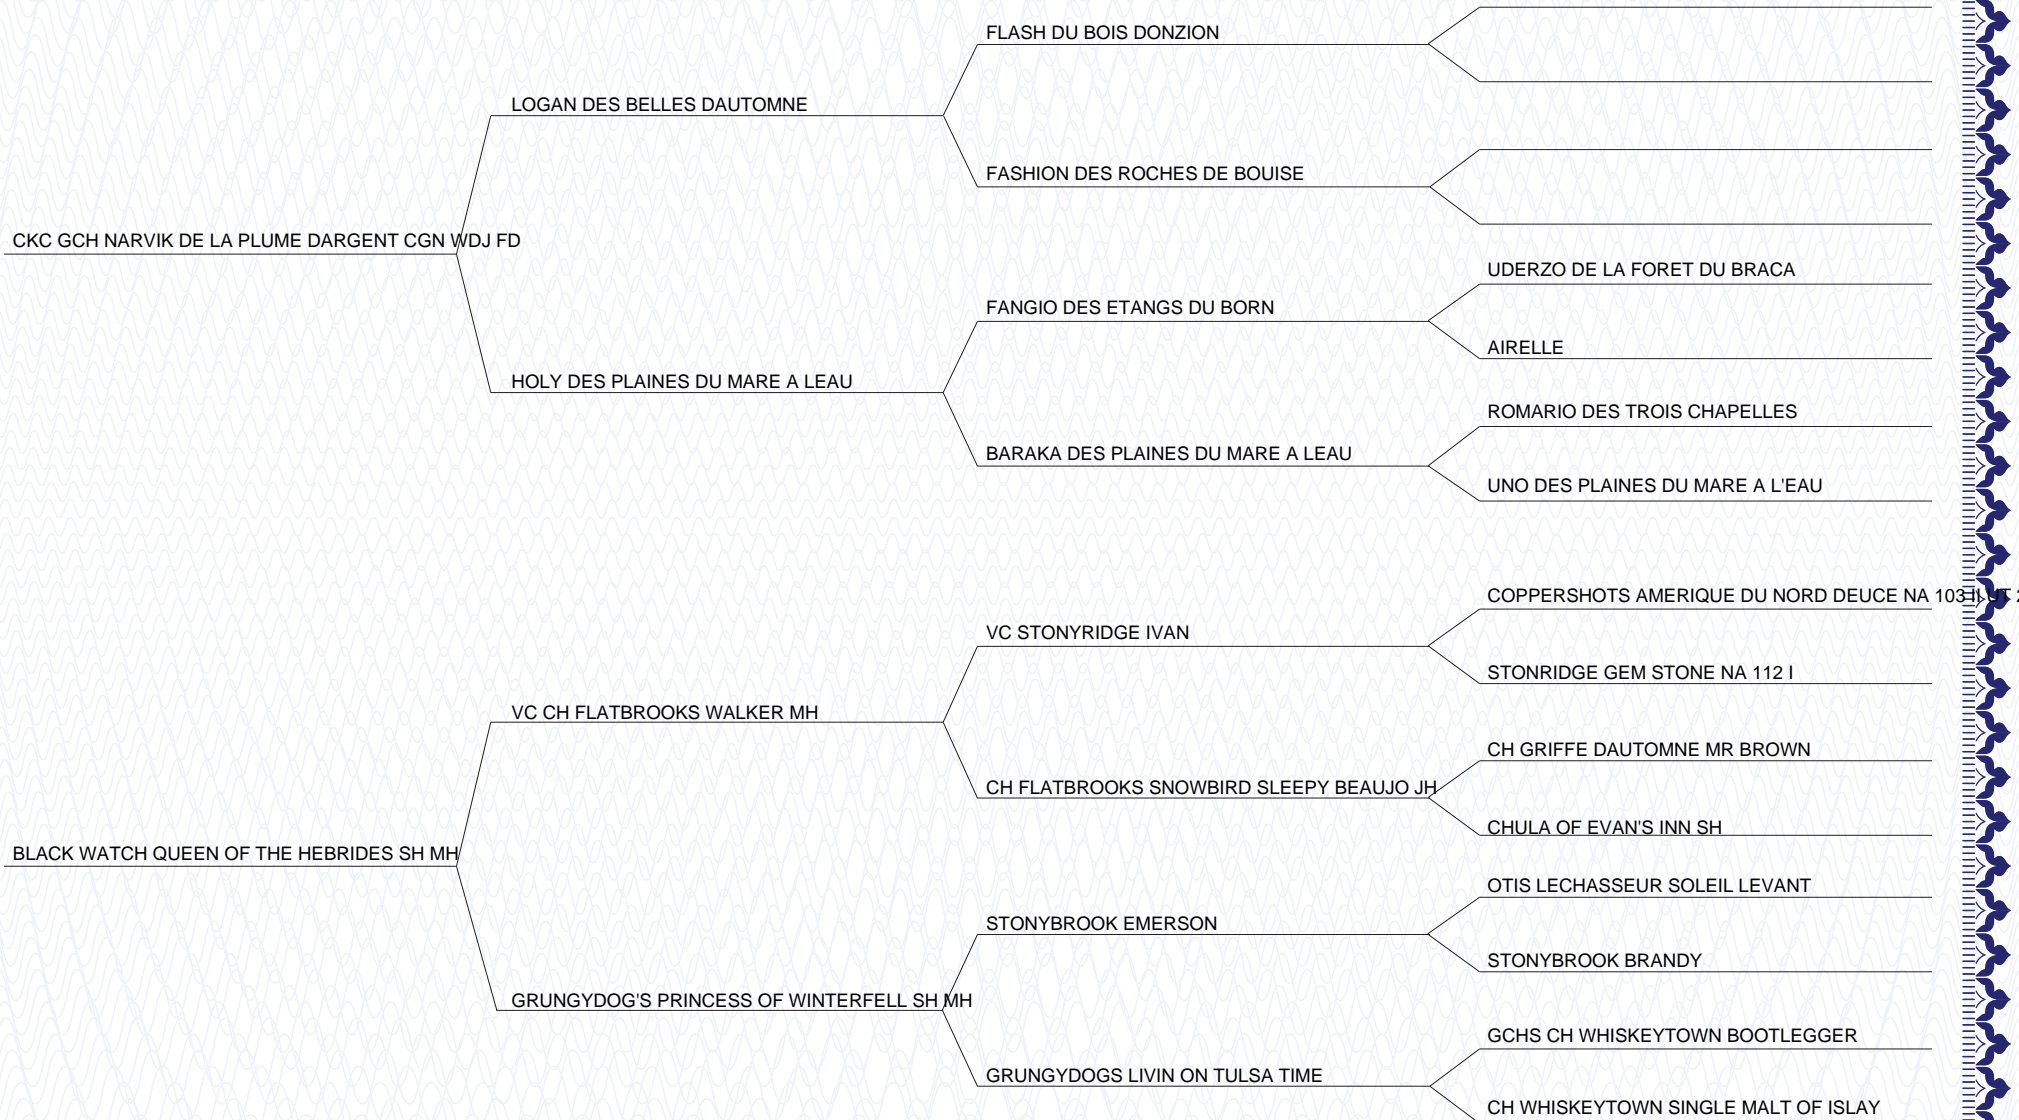 FLASH DU BOIS DONZION
LOGAN DES BELLES DAUTOMNE
FASHION DES ROCHES DE BOUISE
CKC GCH NARVIK DE LA PLUME DARGENT CGN WDJ FD
UDERZO DE LA FORET DU BRACA
FANGIO DES ETANGS DU BORN
AIRELLE
HOLY DES PLAINES DU MARE A LEAU
ROMARIO DES TROIS CHAPELLES
BARAKA DES PLAINES DU MARE A LEAU
UNO DES PLAINES DU MARE A L'EAU
COPPERSHOTS AMERIQUE DU NORD DEUCE NA 103 II UT 2
VC STONYRIDGE IVAN
STONRIDGE GEM STONE NA 112 I
VC CH FLATBROOKS WALKER MH
CH GRIFFE DAUTOMNE MR BROWN
CH FLATBROOKS SNOWBIRD SLEEPY BEAUJO JH
CHULA OF EVAN'S INN SH
BLACK WATCH QUEEN OF THE HEBRIDES SH MH
OTIS LECHASSEUR SOLEIL LEVANT
STONYBROOK EMERSON
STONYBROOK BRANDY
GRUNGYDOG'S PRINCESS OF WINTERFELL SH MH
GCHS CH WHISKEYTOWN BOOTLEGGER
GRUNGYDOGS LIVIN ON TULSA TIME
CH WHISKEYTOWN SINGLE MALT OF ISLAY